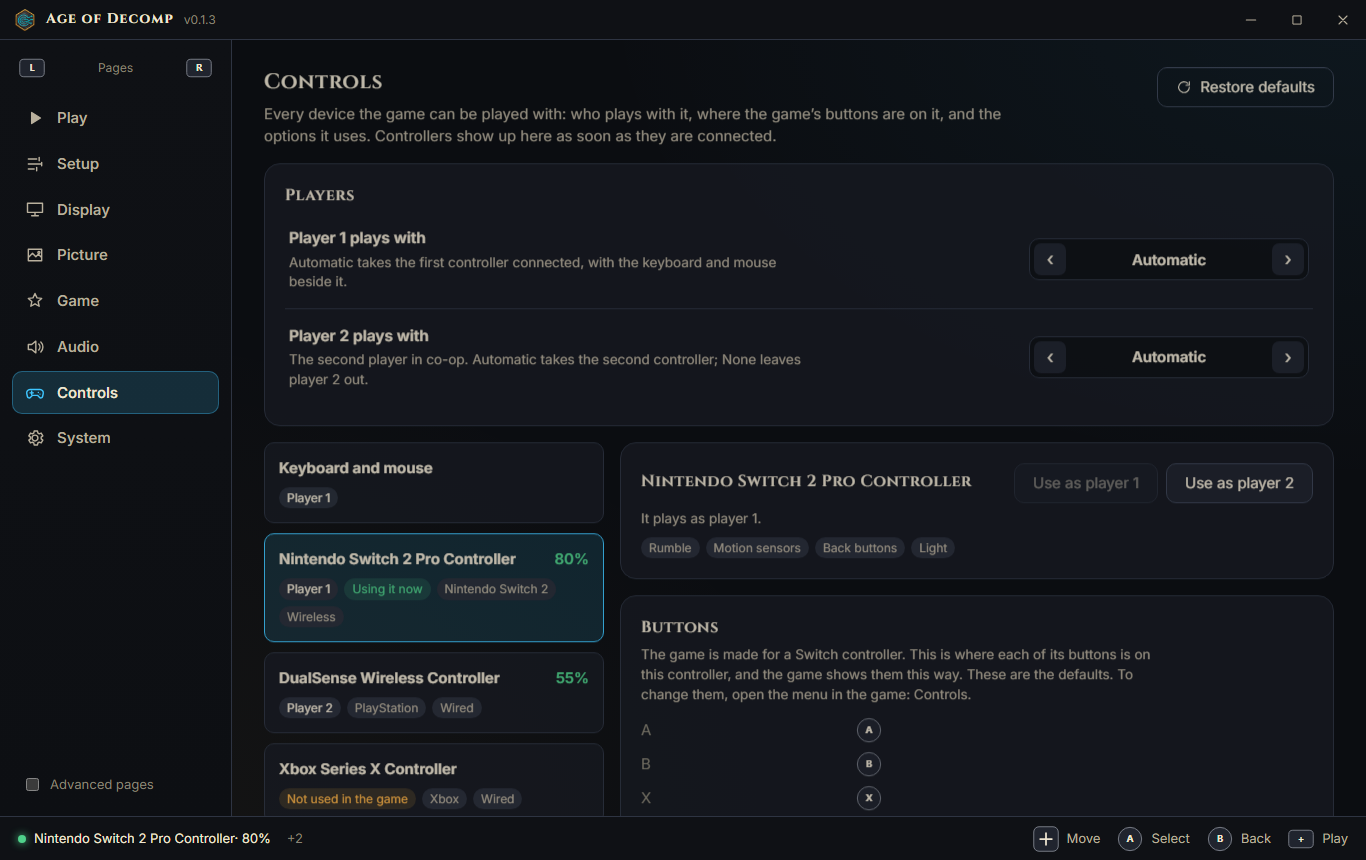 Age of Decomp v0.1.3
L Pages R
Play
Setup
Display
Picture
Game
Audio
Controls
System
Advanced pages
Controls
Restore defaults
Every device the game can be played with: who plays with it, where the game’s buttons are on it, and the
options it uses. Controllers show up here as soon as they are connected.
Players
Player 1 plays with
Automatic takes the first controller connected, with the keyboard and mouse
beside it.
‹ Automatic ›
Player 2 plays with
The second player in co-op. Automatic takes the second controller; None leaves
player 2 out.
‹ Automatic ›
Keyboard and mouse
Player 1
Nintendo Switch 2 Pro Controller 80%
Player 1 Using it now Nintendo Switch 2
Wireless
DualSense Wireless Controller 55%
Player 2 PlayStation Wired
Xbox Series X Controller
Not used in the game Xbox Wired
Nintendo Switch 2 Pro Controller
Use as player 1 Use as player 2
It plays as player 1.
Rumble Motion sensors Back buttons Light
Buttons
The game is made for a Switch controller. This is where each of its buttons is on
this controller, and the game shows them this way. These are the defaults. To
change them, open the menu in the game: Controls.
A A
B B
X X
Nintendo Switch 2 Pro Controller· 80% +2
Move A Select B Back + Play